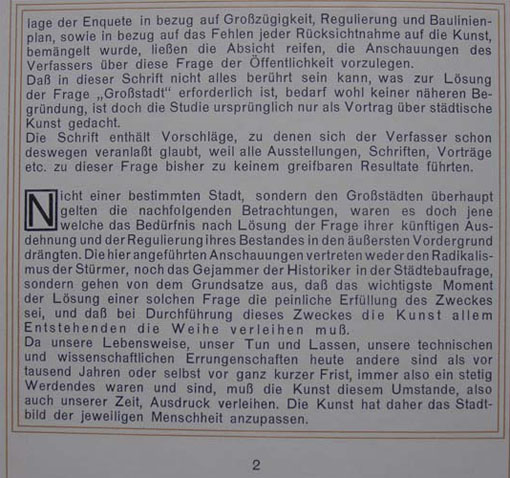 lage der Enquete in bezug auf Großzügigkeit, Regulierung und Baulinien-
plan, sowie in bezug auf das Fehlen jeder Rücksichtnahme auf die Kunst,
bemängelt wurde, ließen die Absicht reifen, die Anschauungen des
Verfassers über diese Frage der Öffentlichkeit vorzulegen.
Daß in dieser Schrift nicht alles berührt sein kann, was zur Lösung
der Frage „Großstadt“ erforderlich ist, bedarf wohl keiner näheren Be-
gründung, ist doch die Studie ursprünglich nur als Vortrag über städtische
Kunst gedacht.
Die Schrift enthält Vorschläge, zu denen sich der Verfasser schon
deswegen veranlaßt glaubt, weil alle Ausstellungen, Schriften, Vorträge
etc. zu dieser Frage bisher zu keinem greifbaren Resultate führten.
Nicht einer bestimmten Stadt, sondern den Großstädten überhaupt
gelten die nachfolgenden Betrachtungen, waren es doch jene
welche das Bedürfnis nach Lösung der Frage ihrer künftigen Aus-
dehnung und der Regulierung ihres Bestandes in den äußersten Vordergrund
drängten. Die hier angeführten Anschauungen vertreten weder den Radikalis-
mus der Stürmer, noch das Gejammer der Historiker in der Städtebaufrage,
sondern gehen von dem Grundsatze aus, daß das wichtigste Moment
der Lösung einer solchen Frage die peinliche Erfüllung des Zweckes
sei, und daß bei Durchführung dieses Zweckes die Kunst allem
Entstehenden die Weihe verleihen muß.
Da unsere Lebensweise, unser Tun und Lassen, unsere technischen
und wissenschaftlichen Errungenschaften heute andere sind als vor
tausend Jahren oder selbst vor ganz kurzer Frist, immer also ein stetig
Werdendes waren und sind, muß die Kunst diesem Umstande, also
auch unserer Zeit, Ausdruck verleihen. Die Kunst hat daher das Stadt-
bild der jeweiligen Menschheit anzupassen.
2